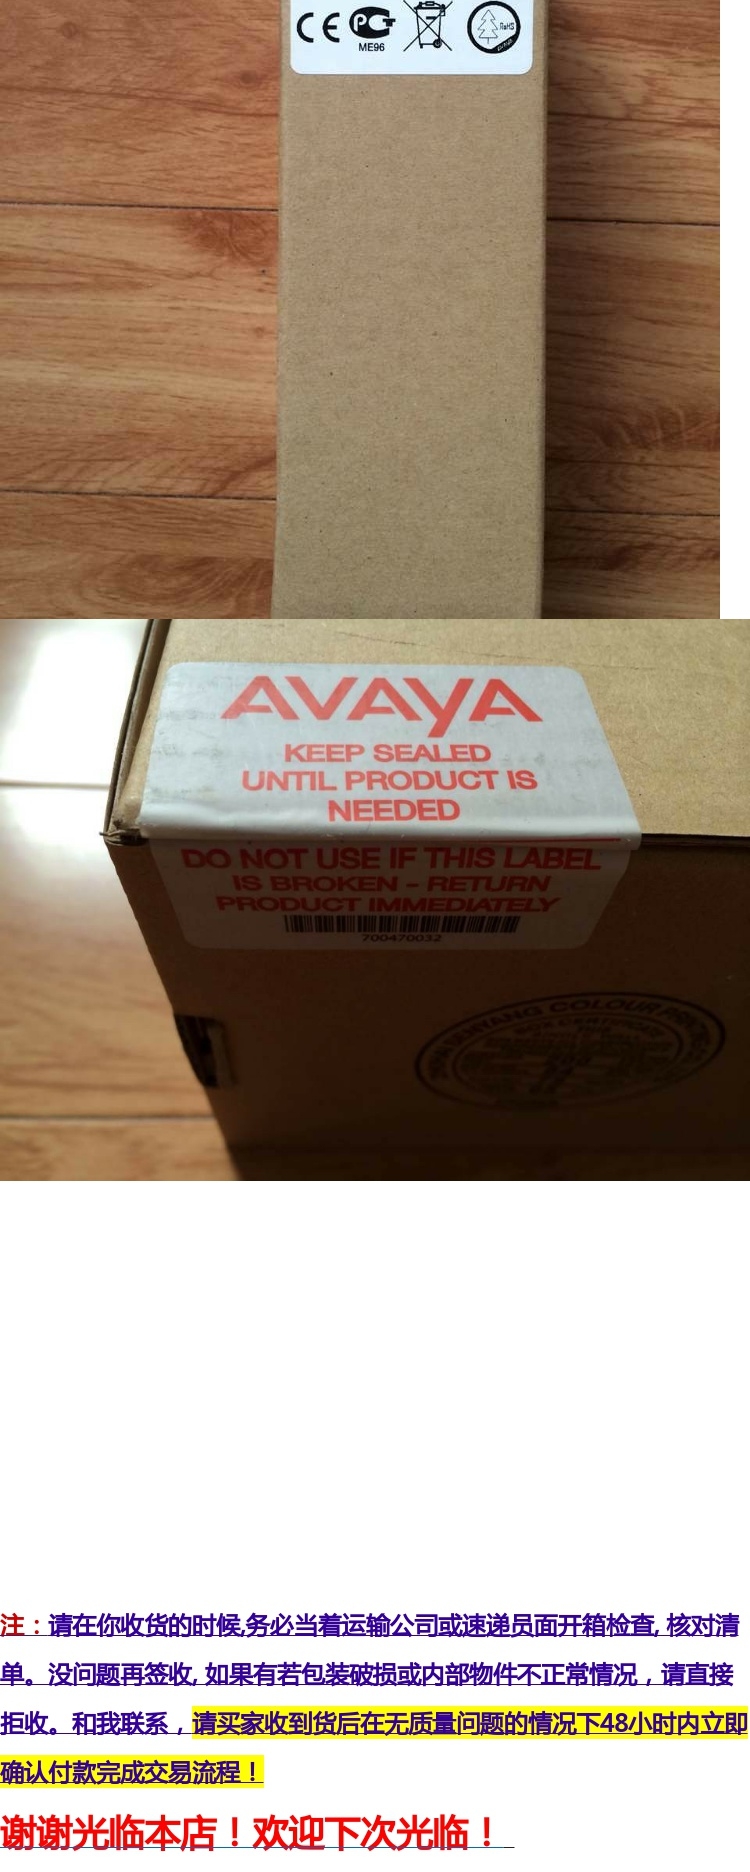 CE PG
ME96
RoHS
AVAYA
KEEP SEALED
UNTIL PRODUCT IS
NEEDED
DO NOT USE IF THIS LABEL
IS BROKEN - RETURN
PRODUCT IMMEDIATELY
700470032
COLOUR
注：请在你收货的时候,务必当着运输公司或速递员面开箱检查, 核对清
单。没问题再签收, 如果有若包装破损或内部物件不正常情况，请直接
拒收。和我联系，请买家收到货后在无质量问题的情况下48小时内立即
确认付款完成交易流程！
谢谢光临本店！欢迎下次光临！